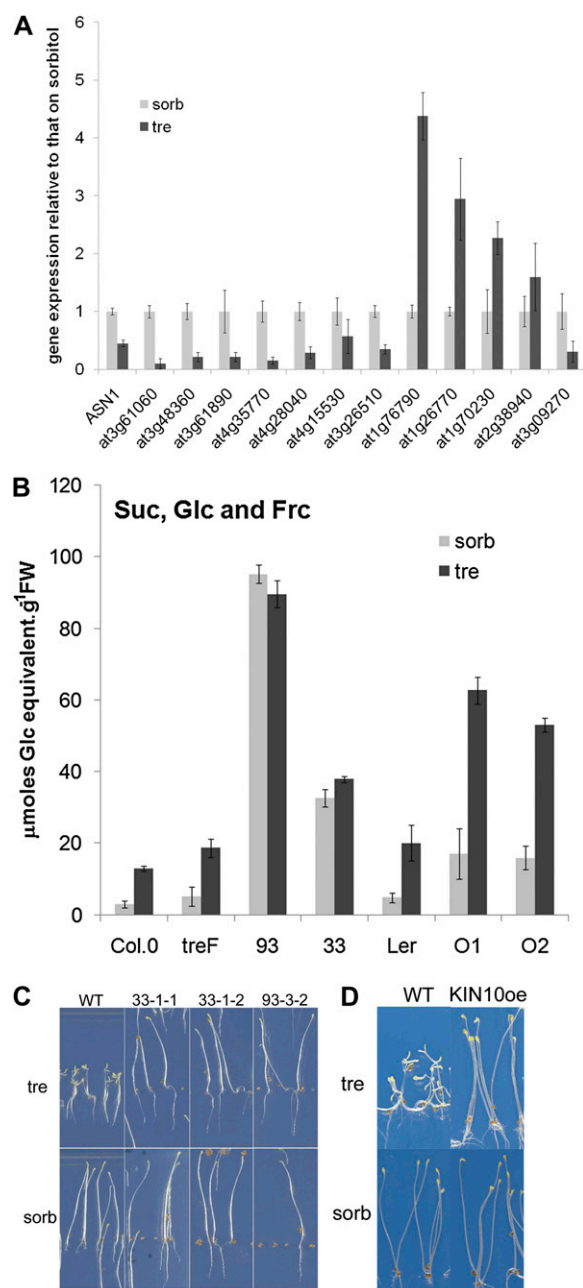 A
gene expression relative to that on sorbitol
6
5
4
3
2
1
0
sorb
tre
ASN1
at3g61060
at3g48360
at3g61890
at4g35770
at4g28040
at4g15530
at3g26510
at1g76790
at1g26770
at1g70230
at2g38940
at3g09270
B
Suc, Glc and Frc
µmoles Glc equivalent.g¹FW
120
100
80
60
40
20
0
sorb
tre
Col.0 treF 93 33 Ler O1 O2
C
WT 33-1-1 33-1-2 93-3-2
tre
sorb
D
WT KIN10oe
tre
sorb